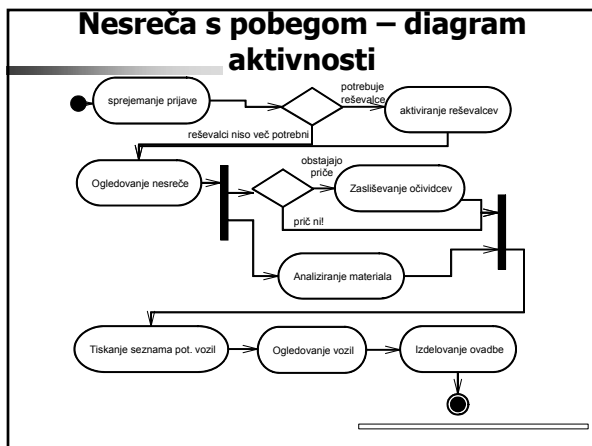 Nesreča s pobegom – diagram
aktivnosti
sprejemanje prijave
potrebuje
reševalce
aktiviranje reševalcev
reševalci niso več potrebni
Ogledovanje nesreče
obstajajo
priče
Zasliševanje očividcev
prič ni!
Analiziranje materiala
Tiskanje seznama pot. vozil
Ogledovanje vozil
Izdelovanje ovadbe